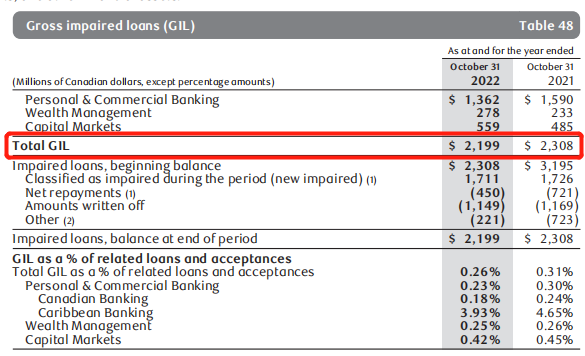 Gross impaired loans (GIL) Table 48
As at and for the year ended
October 31 October 31
(Millions of Canadian dollars, except percentage amounts) 2022 2021
Personal & Commercial Banking $ 1,362 $ 1,590
Wealth Management 278 233
Capital Markets 559 485
Total GIL $ 2,199 $ 2,308
Impaired loans, beginning balance $ 2,308 $ 3,195
Classified as impaired during the period (new impaired) (1) 1,711 1,726
Net repayments (1) (450) (721)
Amounts written off (1,149) (1,169)
Other (2) (221) (723)
Impaired loans, balance at end of period $ 2,199 $ 2,308
GIL as a % of related loans and acceptances
Total GIL as a % of related loans and acceptances 0.26% 0.31%
Personal & Commercial Banking 0.23% 0.30%
Canadian Banking 0.18% 0.24%
Caribbean Banking 3.93% 4.65%
Wealth Management 0.25% 0.26%
Capital Markets 0.42% 0.45%